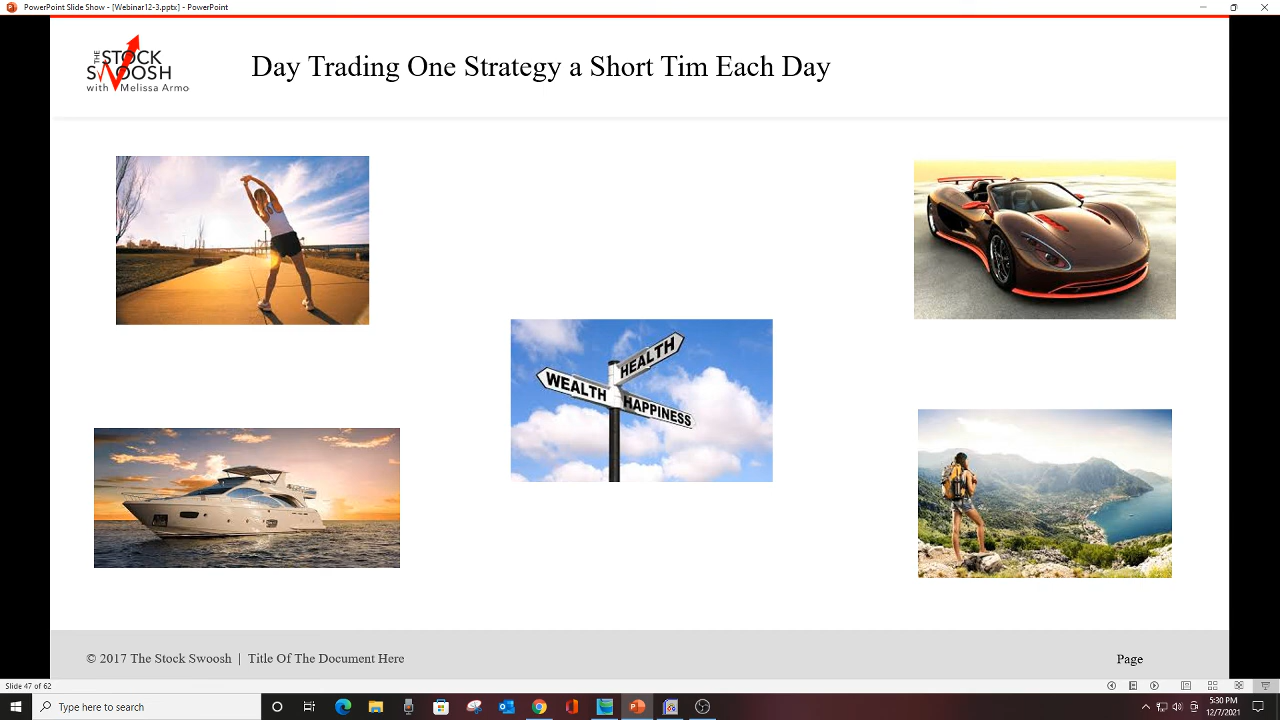 PowerPoint Slide Show - [Webinar12-3.pptx] - PowerPoint
THE STOCK
SWOOSH
with Melissa Armo
Day Trading One Strategy a Short Tim Each Day
HEALTH
WEALTH
HAPPINESS
© 2017 The Stock Swoosh | Title Of The Document Here
Page
Slide 47 of 62
Type here to search
5:30 PM
12/7/2021